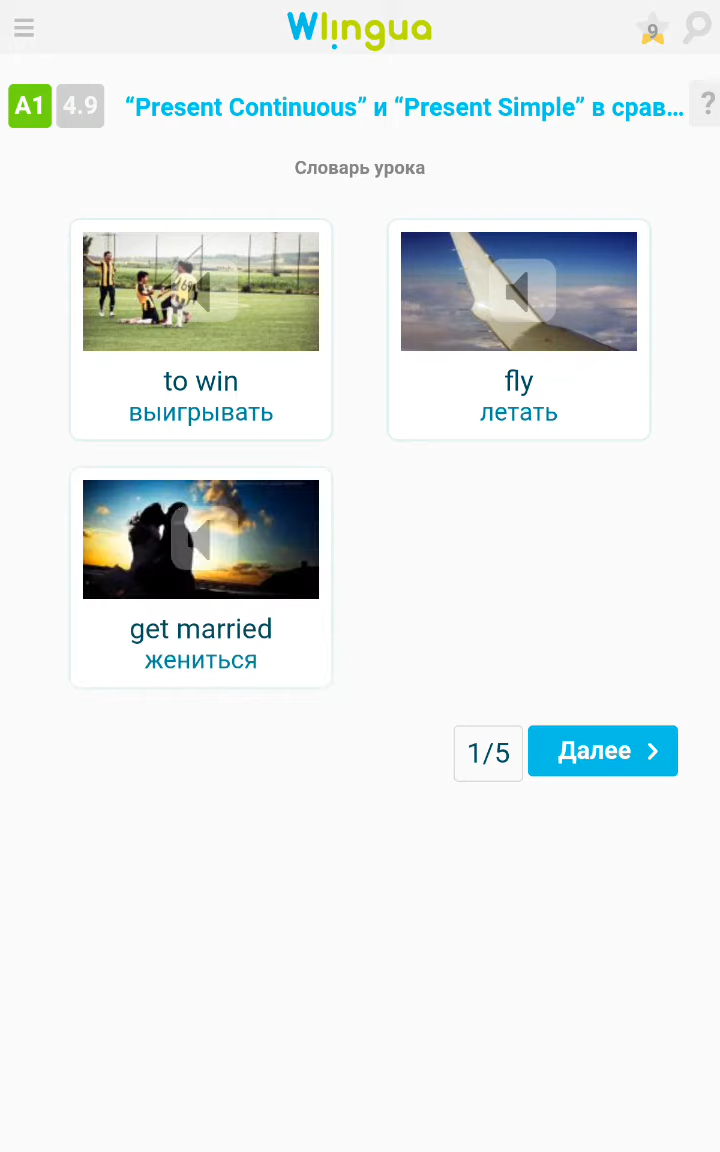 Wlingua
9
A1 4.9 “Present Continuous” и “Present Simple” в срав... ?
Словарь урока
to win
выигрывать
fly
летать
get married
жениться
1/5 Далее